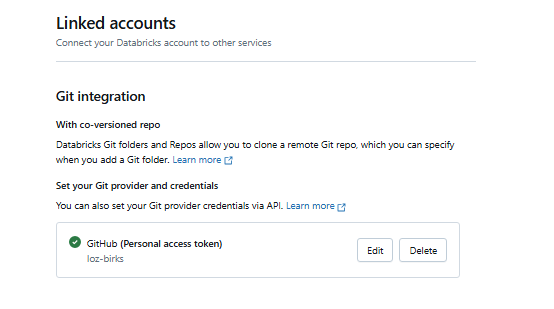 Linked accounts
Connect your Databricks account to other services
Git integration
With co-versioned repo
Databricks Git folders and Repos allow you to clone a remote Git repo, which you can specify
when you add a Git folder. Learn more
Set your Git provider and credentials
You can also set your Git provider credentials via API. Learn more
GitHub (Personal access token)
loz-birks
Edit
Delete